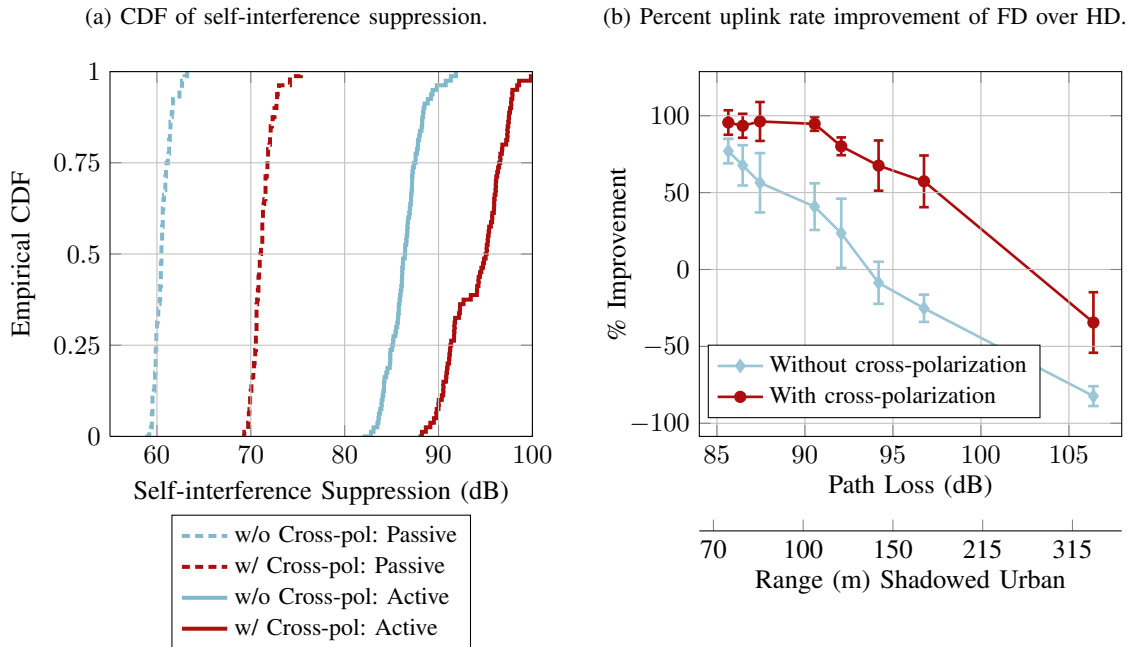 (a) CDF of self-interference suppression.
1
0.75
0.5
0.25
0
Empirical CDF
60 70 80 90 100
Self-interference Suppression (dB)
w/o Cross-pol: Passive
w/ Cross-pol: Passive
w/o Cross-pol: Active
w/ Cross-pol: Active
(b) Percent uplink rate improvement of FD over HD.
100
50
0
−50
−100
% Improvement
Without cross-polarization
With cross-polarization
85 90 95 100 105
Path Loss (dB)
70 100 150 215 315
Range (m) Shadowed Urban